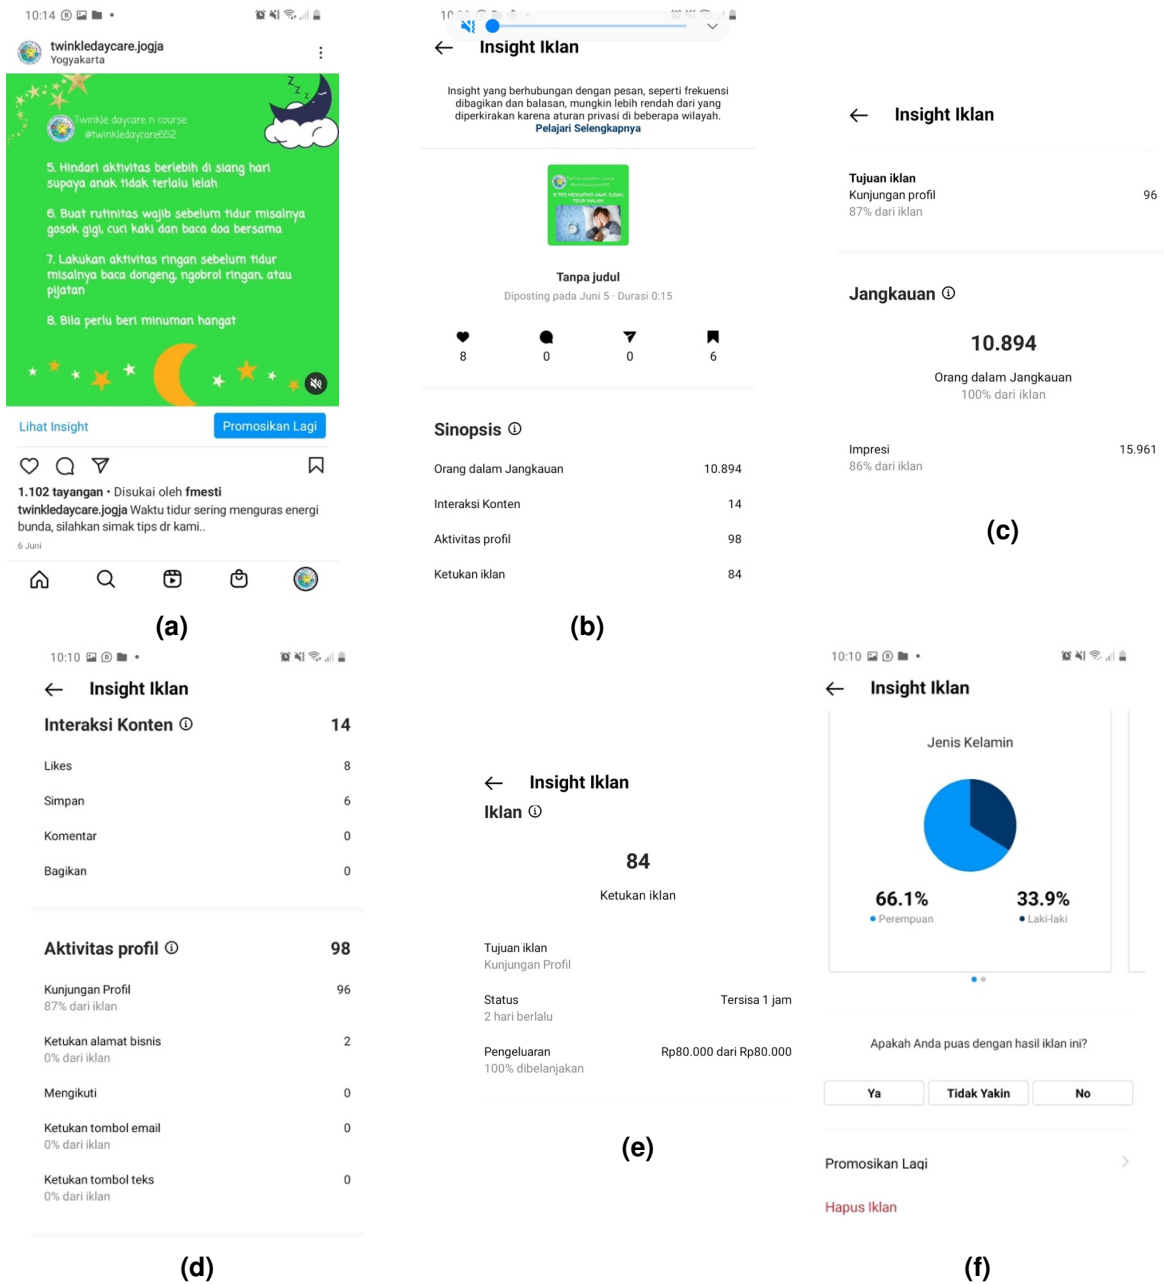 10:14
twinkledaycare.jogja
Yogyakarta
z z z
Twinkle daycare n course
@twinkledaycare652
5. Hindari aktivitas berlebih di siang hari
supaya anak tidak terlalu lelah
6. Buat rutinitas wajib sebelum tidur misalnya
gosok gigi, cuci kaki dan baca doa bersama
7. Lakukan aktivitas ringan sebelum tidur
misalnya baca dongeng, ngobrol ringan, atau
pijatan
8. Bila perlu beri minuman hangat
Lihat Insight
Promosikan Lagi
1.102 tayangan • Disukai oleh fmesti
twinkledaycare.jogja Waktu tidur sering menguras energi
bunda, silahkan simak tips dr kami..
6 Juni
(a)
Insight Iklan
Insight yang berhubungan dengan pesan, seperti frekuensi
dibagikan dan balasan, mungkin lebih rendah dari yang
diperkirakan karena aturan privasi di beberapa wilayah.
Pelajari Selengkapnya
8 TIPS MENGATASI ANAK SUSAH
TIDUR MALAM
Tanpa judul
Diposting pada Juni 5 · Durasi 0:15
8 0 0 6
Sinopsis
Orang dalam Jangkauan 10.894
Interaksi Konten 14
Aktivitas profil 98
Ketukan iklan 84
(b)
Insight Iklan
Tujuan iklan
Kunjungan profil 96
87% dari iklan
Jangkauan
10.894
Orang dalam Jangkauan
100% dari iklan
Impresi 15.961
86% dari iklan
(c)
10:10
Insight Iklan
Interaksi Konten 14
Likes 8
Simpan 6
Komentar 0
Bagikan 0
Aktivitas profil 98
Kunjungan Profil 96
87% dari iklan
Ketukan alamat bisnis 2
0% dari iklan
Mengikuti 0
Ketukan tombol email 0
0% dari iklan
Ketukan tombol teks 0
0% dari iklan
(d)
Insight Iklan
Iklan
84
Ketukan iklan
Tujuan iklan
Kunjungan Profil
Status Tersisa 1 jam
2 hari berlalu
Pengeluaran Rp80.000 dari Rp80.000
100% dibelanjakan
(e)
10:10
Insight Iklan
Jenis Kelamin
66.1% 33.9%
Perempuan Laki-laki
Apakah Anda puas dengan hasil iklan ini?
Ya Tidak Yakin No
Promosikan Lagi
Hapus Iklan
(f)